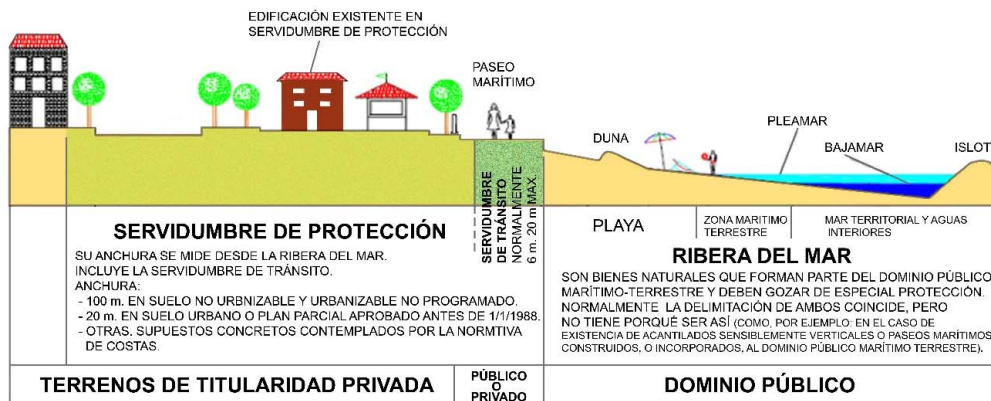 EDIFICACIÓN EXISTENTE EN
SERVIDUMBRE DE PROTECCIÓN
PASEO
MARÍTIMO
DUNA
PLEAMAR
BAJAMAR
ISLOT
SERVIDUMBRE
DE TRÁNSITO
NORMALMENTE
6 m. 20 m MAX.
SERVIDUMBRE DE PROTECCIÓN
SU ANCHURA SE MIDE DESDE LA RIBERA DEL MAR.
INCLUYE LA SERVIDUMBRE DE TRÁNSITO.
ANCHURA:
- 100 m. EN SUELO NO URBNIZABLE Y URBANIZABLE NO PROGRAMADO.
- 20 m. EN SUELO URBANO O PLAN PARCIAL APROBADO ANTES DE 1/1/1988.
- OTRAS. SUPUESTOS CONCRETOS CONTEMPLADOS POR LA NORMTIVA
DE COSTAS.
PLAYA
ZONA MARITIMO
TERRESTRE
MAR TERRITORIAL Y AGUAS
INTERIORES
RIBERA DEL MAR
SON BIENES NATURALES QUE FORMAN PARTE DEL DOMINIO PÚBLICO
MARÍTIMO-TERRESTRE Y DEBEN GOZAR DE ESPECIAL PROTECCIÓN.
NORMALMENTE LA DELIMITACIÓN DE AMBOS COINCIDE, PERO
NO TIENE PORQUÉ SER ASÍ (COMO, POR EJEMPLO: EN EL CASO DE
EXISTENCIA DE ACANTILADOS SENSIBLEMENTE VERTICALES O PASEOS MARÍTIMOS
CONSTRUIDOS, O INCORPORADOS, AL DOMINIO PÚBLICO MARÍTIMO TERRESTRE).
TERRENOS DE TITULARIDAD PRIVADA
PÚBLICO
O
PRIVADO
DOMINIO PÚBLICO